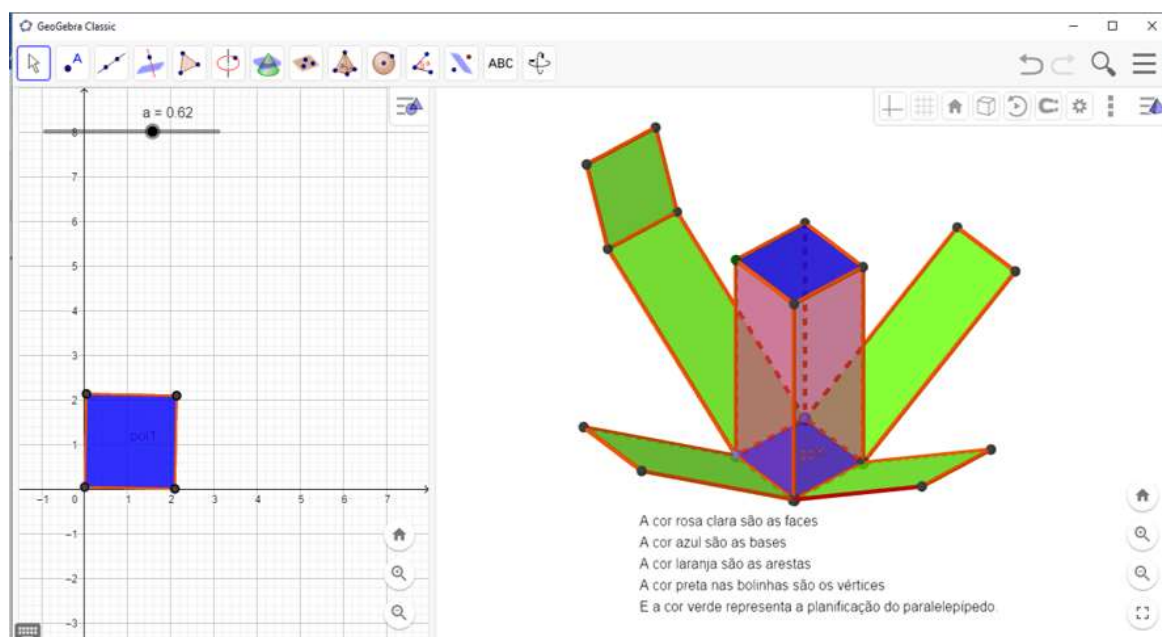 GeoGebra Classic
ABC
a = 0.62
8
7
6
5
4
3
2
pol1
1
-1 0 1 2 3 4 5 6 7
-1
-2
-3
A cor rosa clara são as faces
A cor azul são as bases
A cor laranja são as arestas
A cor preta nas bolinhas são os vértices
E a cor verde representa a planificação do paralelepípedo